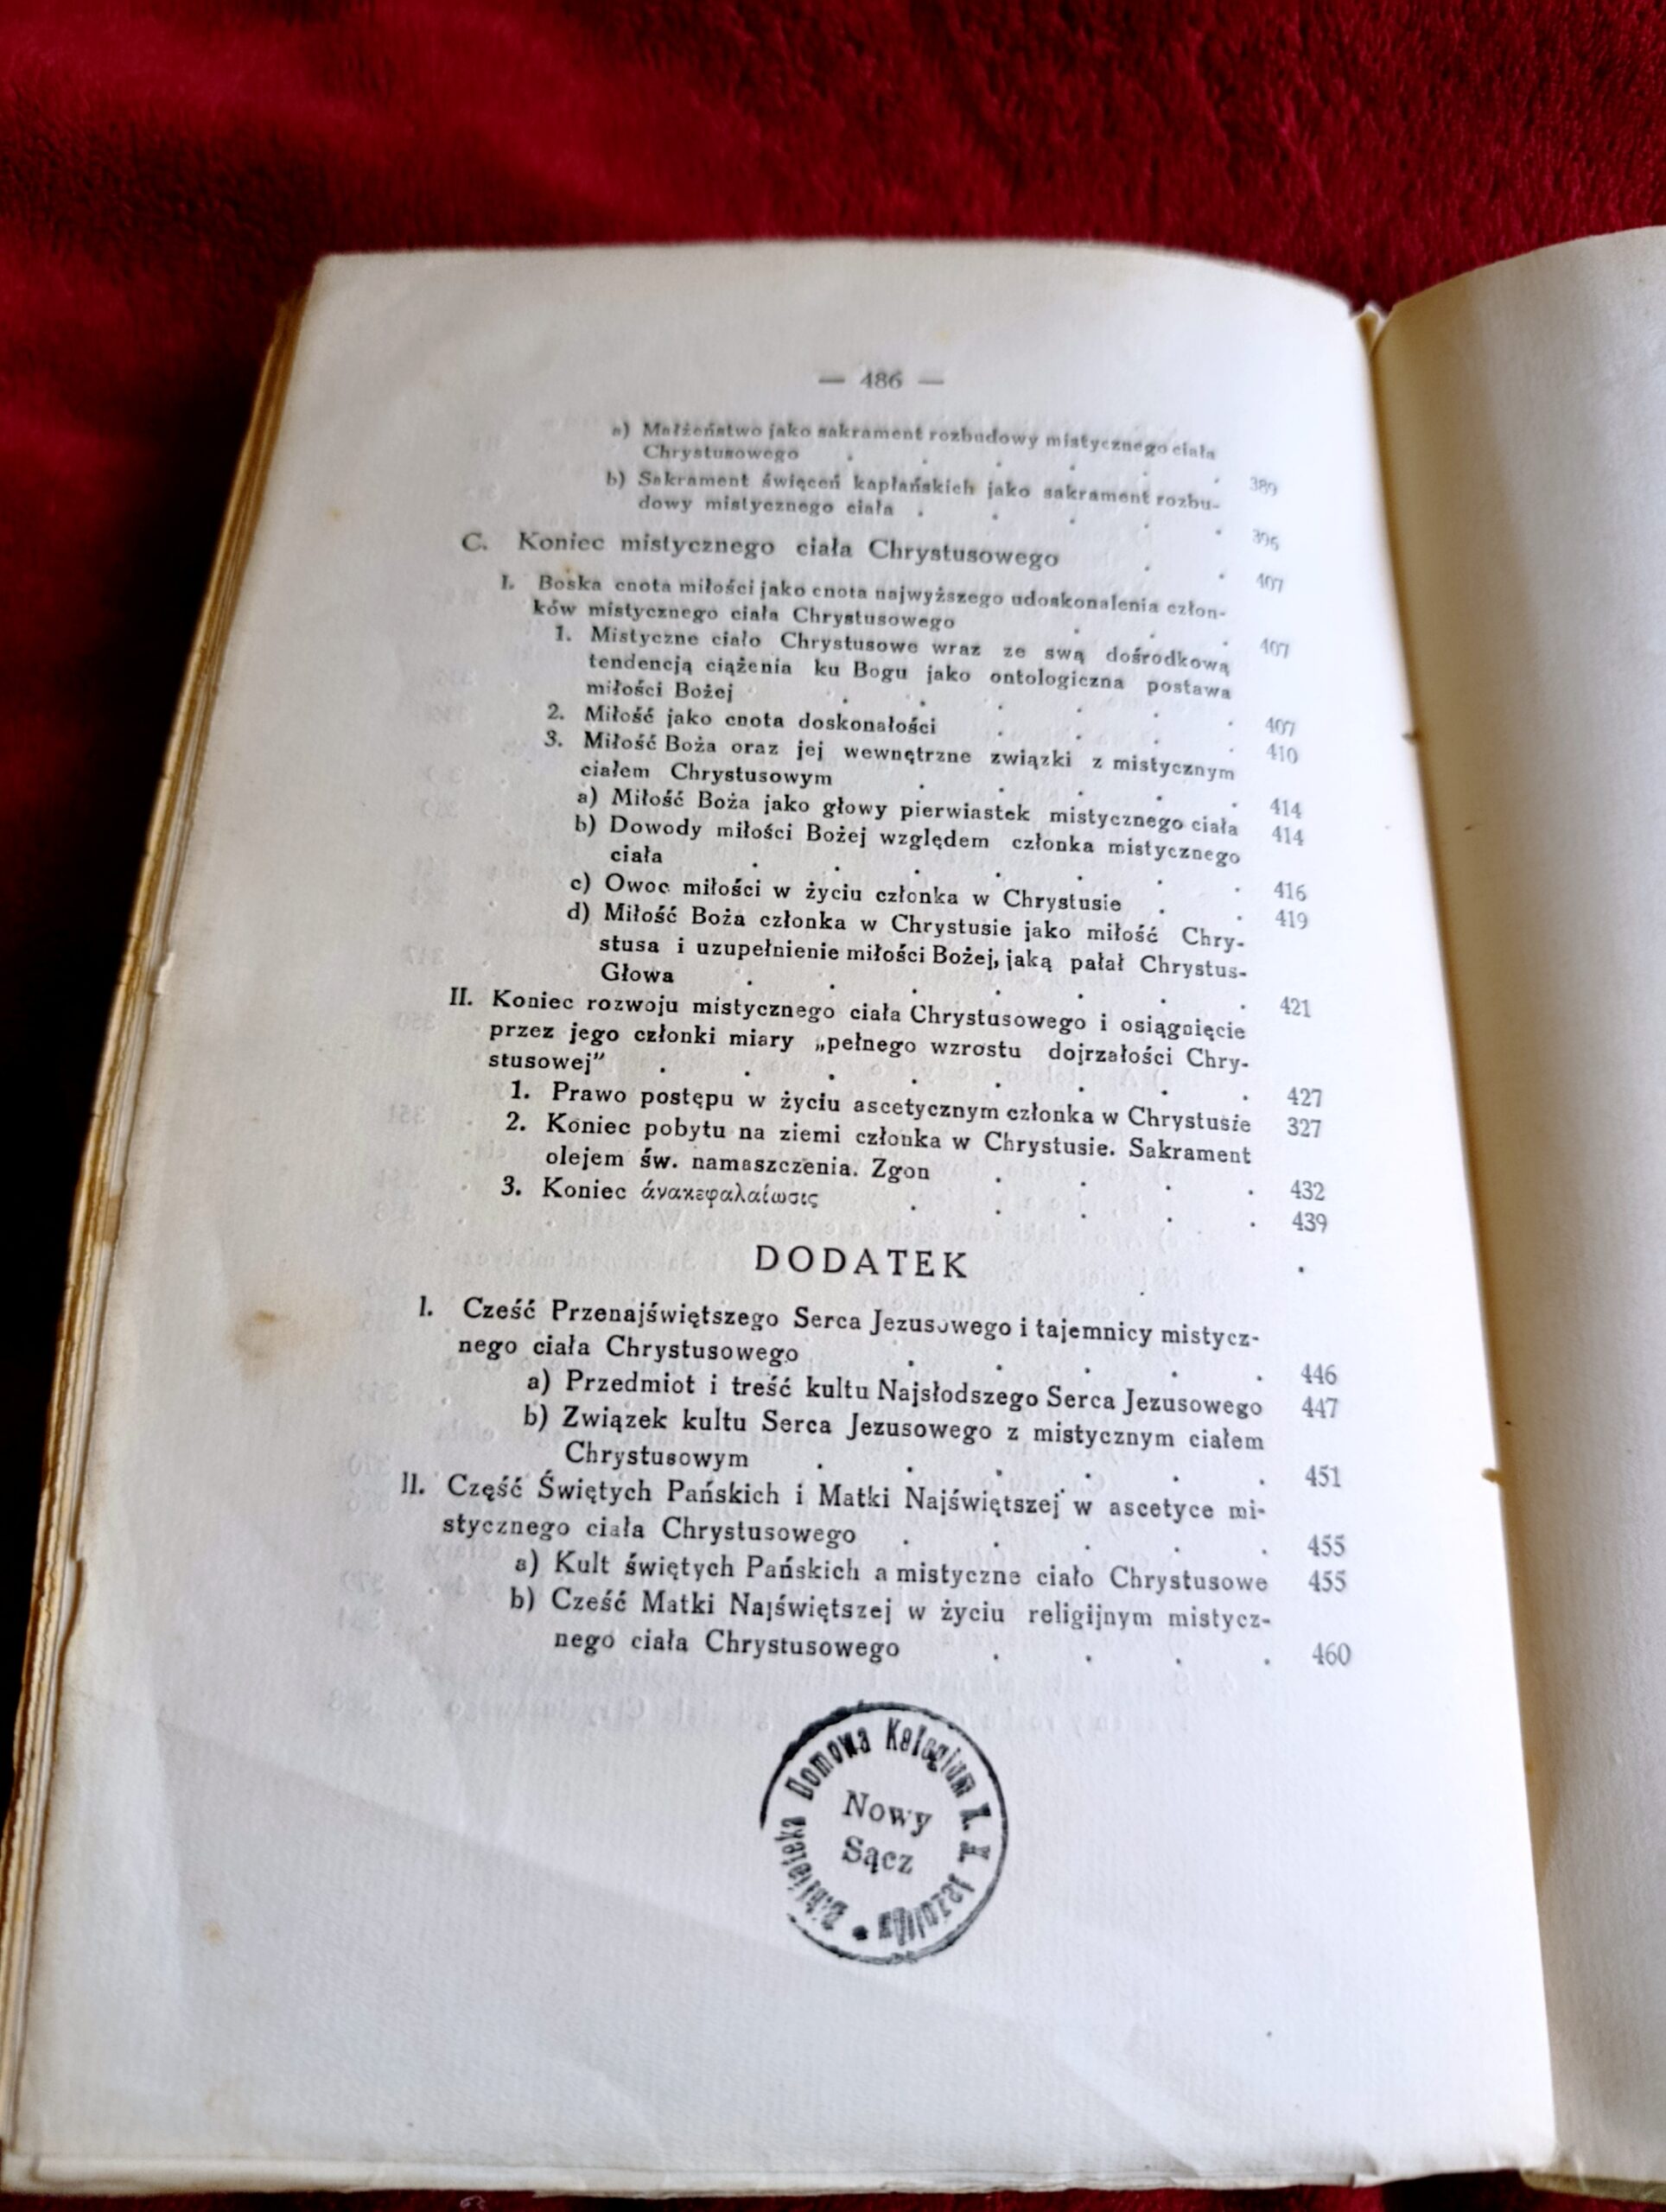 — 486 —
a) Małżeństwo jako sakrament rozbudowy mistycznego ciała
Chrystusowego . . . . . 389
b) Sakrament święceń kapłańskich jako sakrament rozbu-
dowy mistycznego ciała . . . . . 396
C. Koniec mistycznego ciała Chrystusowego . . 407
I. Boska cnota miłości jako cnota najwyższego udoskonalenia człon-
ków mistycznego ciała Chrystusowego . . . 407
1. Mistyczne ciało Chrystusowe wraz ze swą dośrodkową
tendencją ciążenia ku Bogu jako ontologiczna postawa
miłości Bożej . . . . . . 407
2. Miłość jako cnota doskonałości . . . . 410
3. Miłość Boża oraz jej wewnętrzne związki z mistycznym
ciałem Chrystusowym . . . . . 414
a) Miłość Boża jako głowy pierwiastek mistycznego ciała 414
b) Dowody miłości Bożej względem członka mistycznego
ciała . . . . . . . 416
c) Owoc miłości w życiu członka w Chrystusie . . 419
d) Miłość Boża członka w Chrystusie jako miłość Chry-
stusa i uzupełnienie miłości Bożej, jaką pałał Chrystus-
Głowa . . . . . . . 421
II. Koniec rozwoju mistycznego ciała Chrystusowego i osiągnięcie
przez jego członki miary „pełnego wzrostu dojrzałości Chry-
stusowej” . . . . . . . . 427
1. Prawo postępu w życiu ascetycznym członka w Chrystusie 327
2. Koniec pobytu na ziemi członka w Chrystusie. Sakrament
olejem św. namaszczenia. Zgon . . . . 432
3. Koniec ἀνακεφαλαίωσις . . . . . 439
DODATEK
I. Cześć Przenajświętszego Serca Jezusowego i tajemnicy mistycz-
nego ciała Chrystusowego . . . . . 446
a) Przedmiot i treść kultu Najsłodszego Serca Jezusowego 447
b) Związek kultu Serca Jezusowego z mistycznym ciałem
Chrystusowym . . . . . . 451
II. Część Świętych Pańskich i Matki Najświętszej w ascetyce mi-
stycznego ciała Chrystusowego . . . . . 455
a) Kult świętych Pańskich a mistyczne ciało Chrystusowe 455
b) Cześć Matki Najświętszej w życiu religijnym mistycz-
nego ciała Chrystusowego . . . . 460
Biblioteka Domowa Kolegium X. X. Jezuitów
Nowy
Sącz